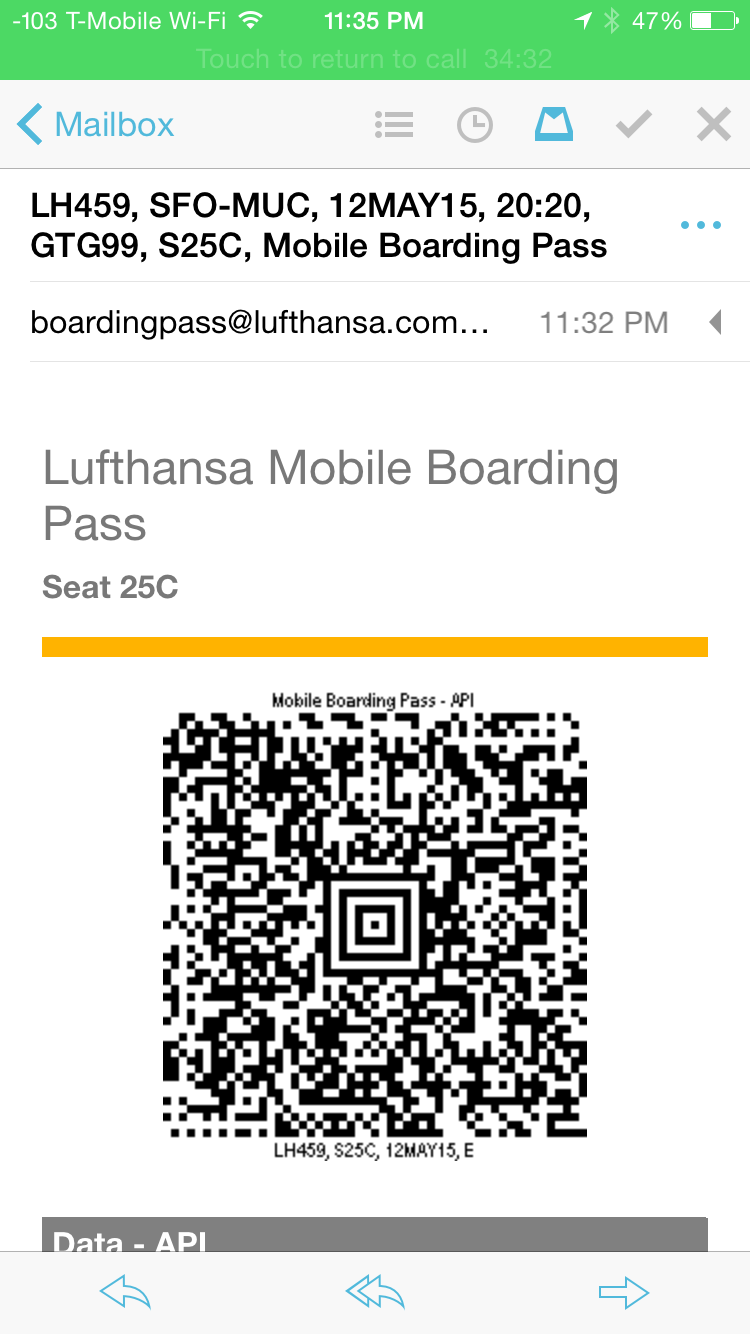 -103 T-Mobile Wi-Fi 11:35 PM 47%
Touch to return to call 34:32
Mailbox
LH459, SFO-MUC, 12MAY15, 20:20,
GTG99, S25C, Mobile Boarding Pass
boardingpass@lufthansa.com... 11:32 PM
Lufthansa Mobile Boarding
Pass
Seat 25C
Mobile Boarding Pass - API
LH459, S25C, 12MAY15, E
Data - API